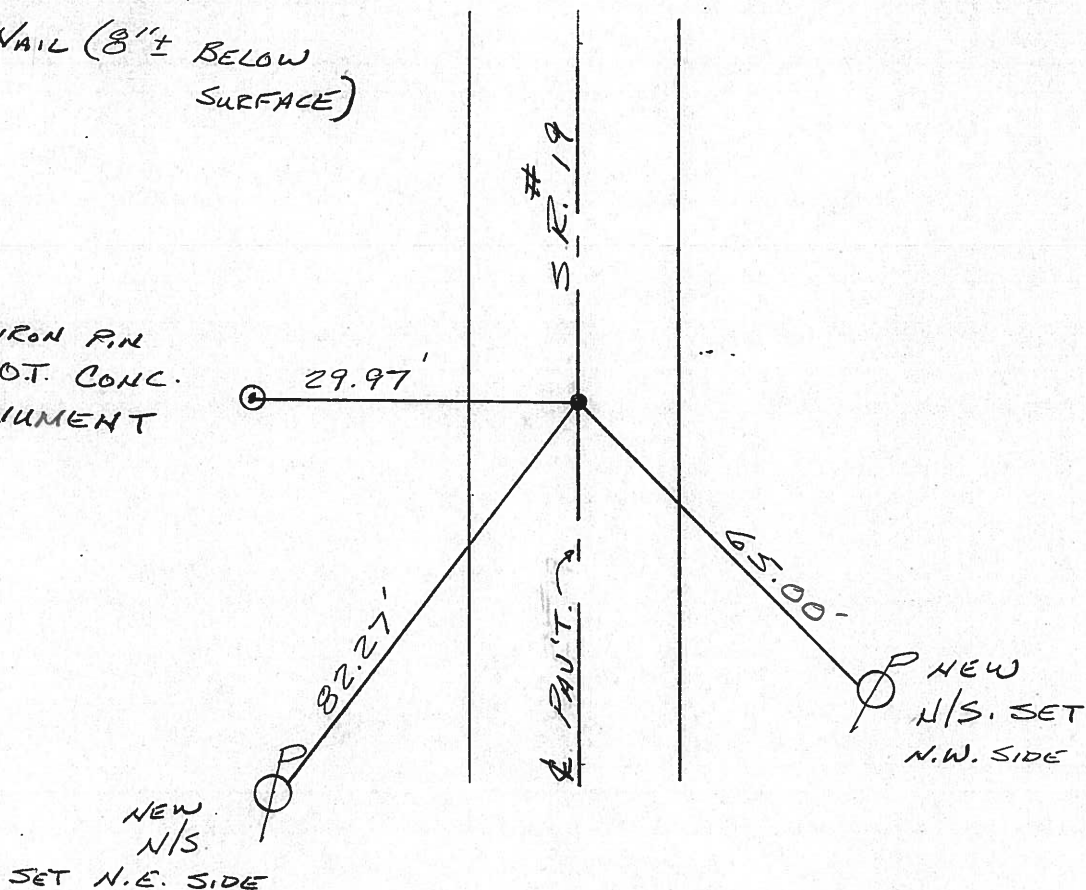 NAIL (8"± BELOW
SURFACE)
S.R. # 19
IRON PIN
O.T. CONC.
MONUMENT
29.97'
82.27'
65.00'
℄ PAV'T.
P
NEW
N/S. SET
N.W. SIDE
P
NEW
N/S.
SET N.E. SIDE